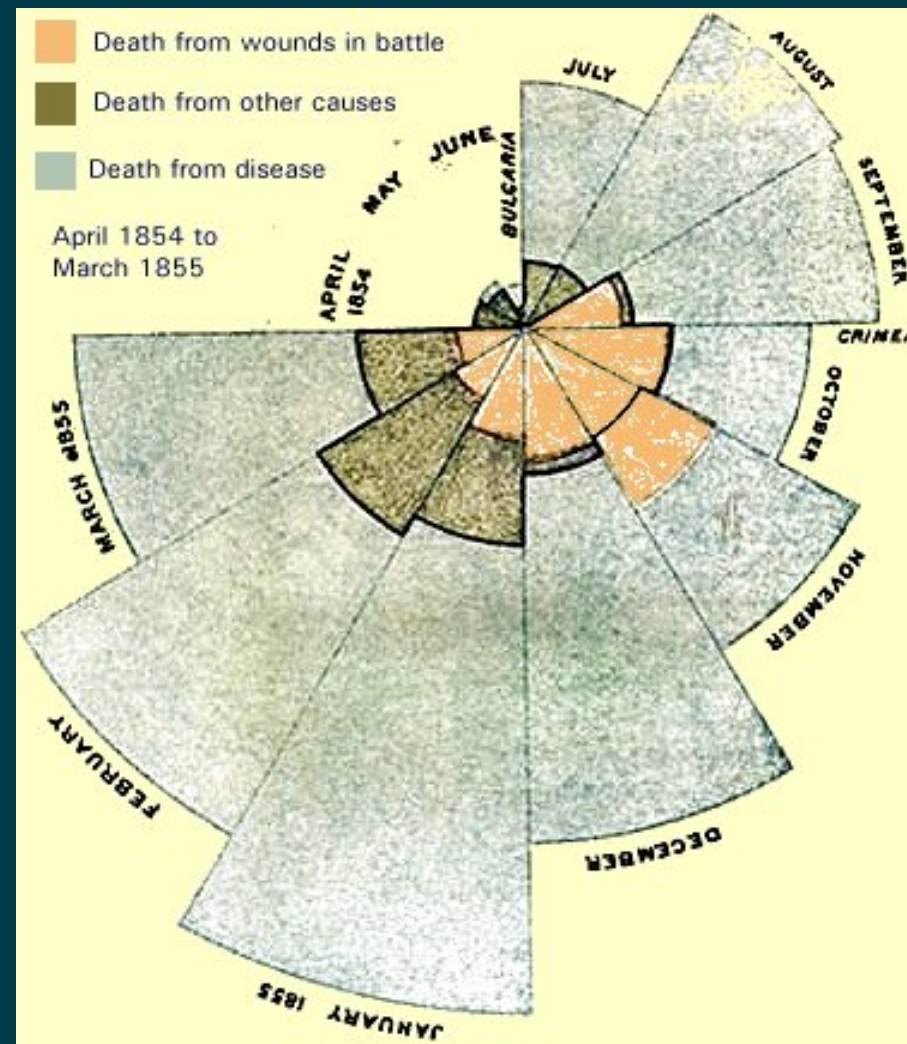 Death from wounds in battle
Death from other causes
Death from disease
April 1854 to
March 1855
APRIL
1854
MAY
JUNE
BULGARIA
JULY
AUGUST
SEPTEMBER
CRIMEA
OCTOBER
NOVEMBER
DECEMBER
JANUARY 1855
FEBRUARY
MARCH 1855